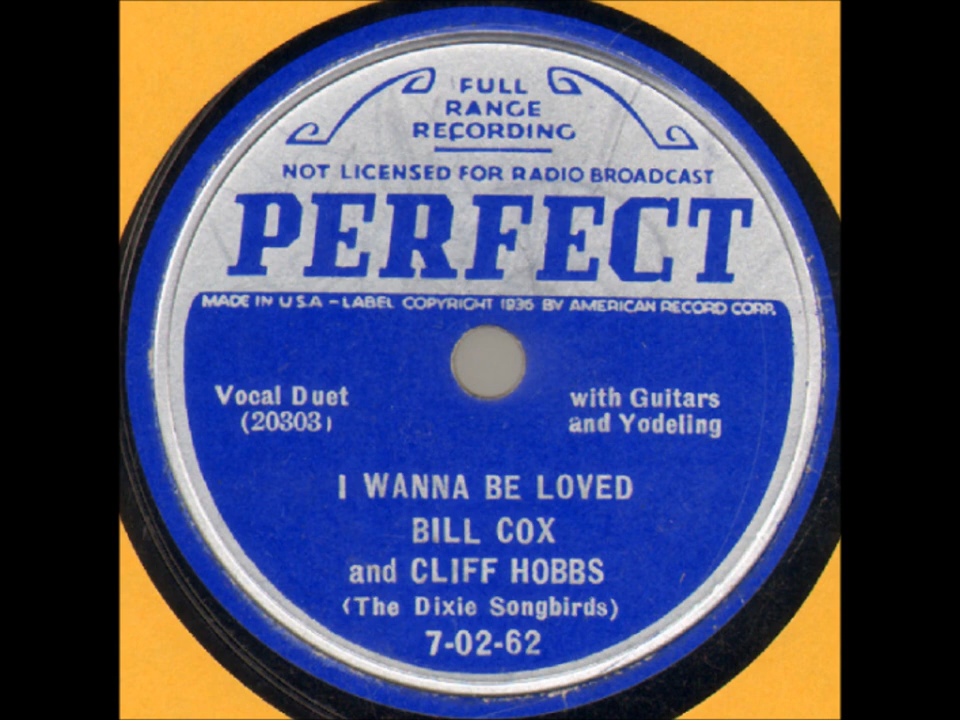 FULL
RANGE
RECORDING
NOT LICENSED FOR RADIO BROADCAST
PERFECT
MADE IN U.S.A - LABEL COPYRIGHT 1936 BY AMERICAN RECORD CORP.
Vocal Duet
(20303)
with Guitars
and Yodeling
I WANNA BE LOVED
BILL COX
and CLIFF HOBBS
(The Dixie Songbirds)
7-02-62